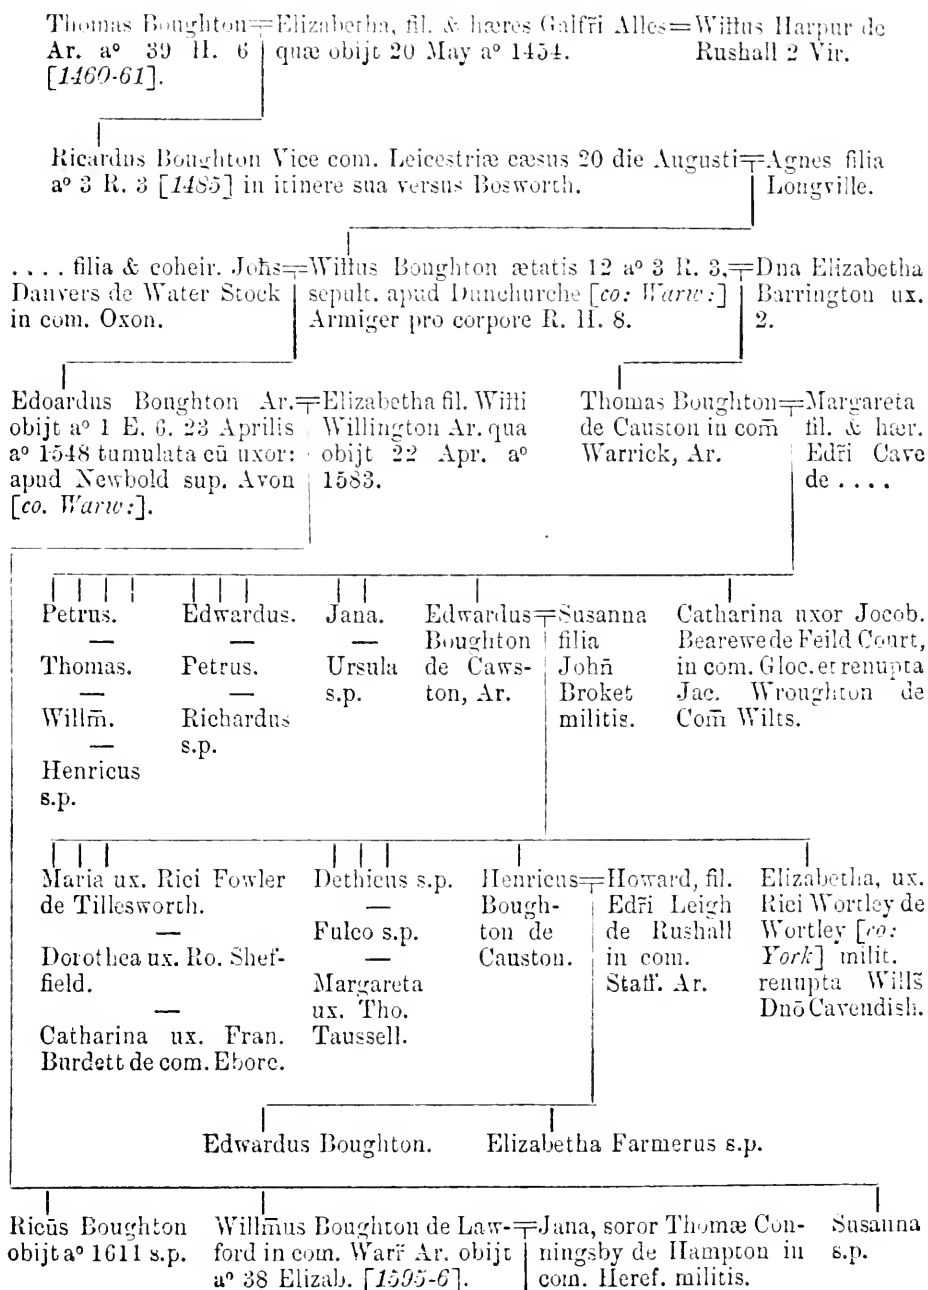 Thomas Boughton=Elizabetha, fil. & hæres Galfr̃i Alles=Willus Harpur de
Ar. aº 39 H. 6 quæ obijt 20 May aº 1454. Rushall 2 Vir.
[1460-61].
Ricardus Boughton Vice com. Leicestriæ cæsus 20 die Augusti=Agnes filia
aº 3 R. 3 [1485] in itinere sua versus Bosworth. Longville.
.... filia & coheir. Joħs=Willus Boughton ætatis 12 aº 3 R. 3,=Dna Elizabetha
Danvers de Water Stock sepult. apud Dunchurche [co: Warw:] Barrington ux.
in com. Oxon. Armiger pro corpore R. H. 8. 2.
Edoardus Boughton Ar.=Elizabetha fil. Willi Thomas Boughton=Margareta
obijt aº 1 E. 6. 23 Aprilis Willington Ar. qua de Causton in com̃ fil. & hær.
aº 1548 tumulata cũ uxor: obijt 22 Apr. aº Warrick, Ar. Edr̃i Cave
apud Newbold sup. Avon 1583. de ....
[co. Warw:].
Petrus. Edwardus. Jana. Edwardus=Susanna Catharina uxor Jocob.
— — — Boughton filia Bearewe de Feild Court,
Thomas. Petrus. Ursula de Caws- Joħn in com. Gloc. et renupta
— — s.p. ton, Ar. Broket Jac. Wroughton de
Willm̃. Richardus militis. Com̃ Wilts.
— s.p.
Henricus
s.p.
Maria ux. Rici Fowler Dethicus s.p. Henricus=Howard, fil. Elizabetha, ux.
de Tillesworth. — Bough- Edr̃i Leigh Rici Wortley de
— Fulco s.p. ton de de Rushall Wortley [co:
Dorothea ux. Ro. Shef- — Causton. in com. York] milit.
field. Margareta Staff. Ar. renupta Wills̃
— ux. Tho. Dnõ Cavendish.
Catharina ux. Fran. Taussell.
Burdett de com. Eborc.
Edwardus Boughton. Elizabetha Farmerus s.p.
Ricũs Boughton Willm̃us Boughton de Law-=Jana, soror Thomæ Con- Susanna
obijt aº 1611 s.p. ford in com. Warr̃ Ar. obijt ningsby de Hampton in s.p.
aº 38 Elizab. [1595-6]. com. Heref. militis.